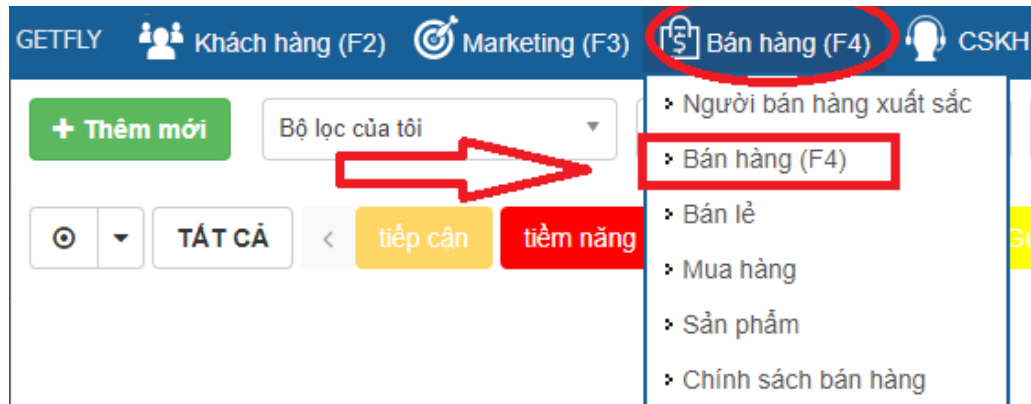 GETFLY Khách hàng (F2) Marketing (F3) Bán hàng (F4) CSKH
+ Thêm mới Bộ lọc của tôi
Người bán hàng xuất sắc
Bán hàng (F4)
Bán lẻ
TẤT CẢ < tiếp cận tiềm năng
Mua hàng
Sản phẩm
Chính sách bán hàng